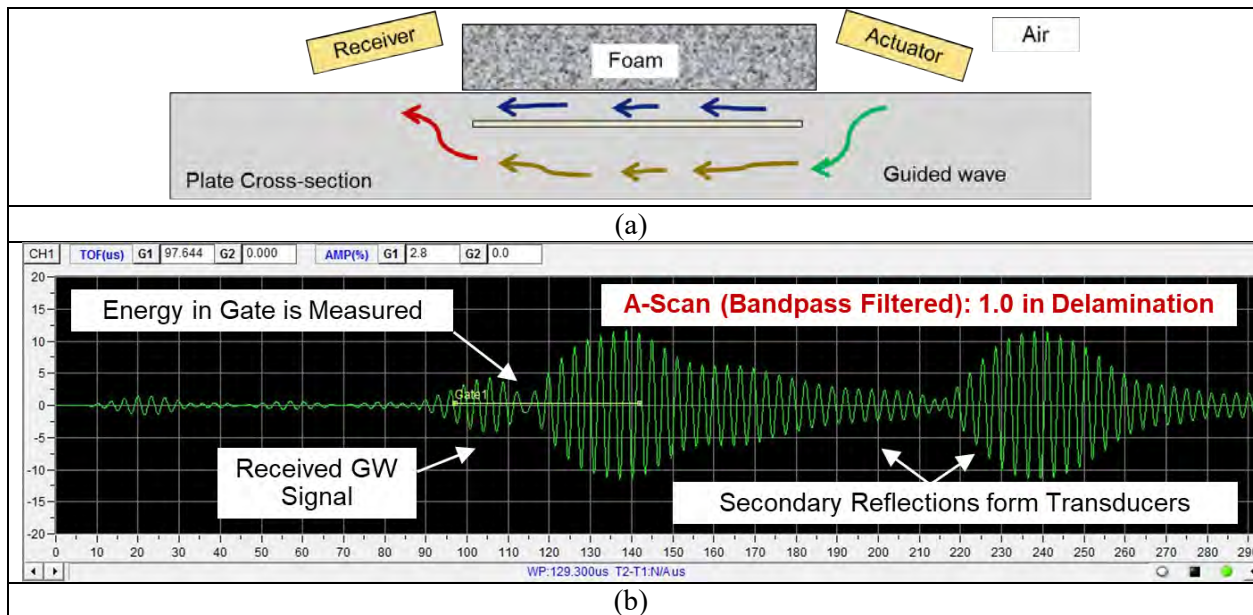 Receiver
Foam
Actuator
Air
Plate Cross-section
Guided wave
(a)
CH1 TOF(us) G1 97.644 G2 0.000 AMP(%) G1 2.8 G2 0.0
20
15
10
5
0
-5
-10
-15
-20
Energy in Gate is Measured
A-Scan (Bandpass Filtered): 1.0 in Delamination
Gate1
Received GW
Signal
Secondary Reflections form Transducers
0 10 20 30 40 50 60 70 80 90 100 110 120 130 140 150 160 170 180 190 200 210 220 230 240 250 260 270 280 290
WP:129.300us T2-T1:N/Aus
(b)